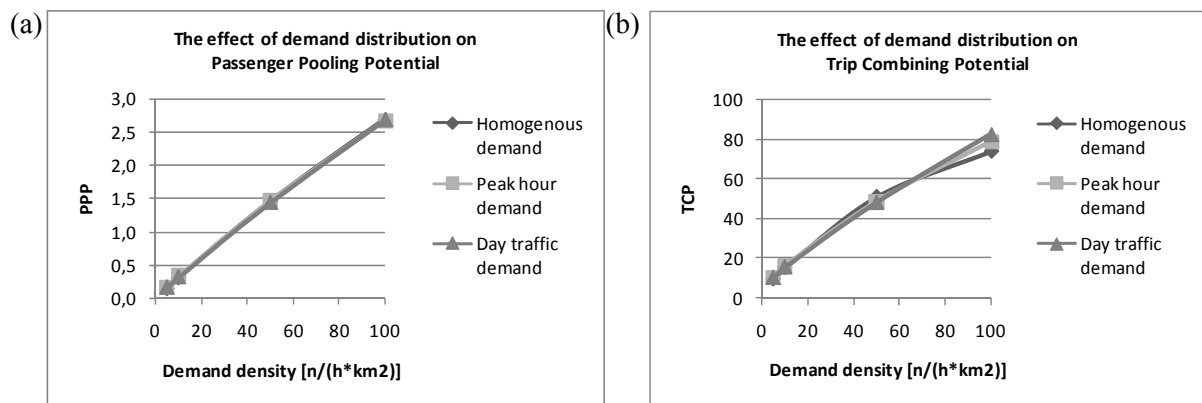 (a)
The effect of demand distribution on
Passenger Pooling Potential
PPP
3,0
2,5
2,0
1,5
1,0
0,5
0,0
0 20 40 60 80 100
Demand density [n/(h*km2)]
Homogenous
demand
Peak hour
demand
Day traffic
demand
(b)
The effect of demand distribution on
Trip Combining Potential
TCP
100
80
60
40
20
0
0 20 40 60 80 100
Demand density [n/(h*km2)]
Homogenous
demand
Peak hour
demand
Day traffic
demand